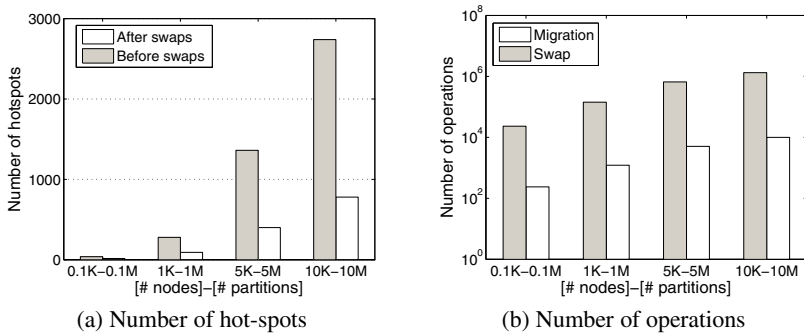 3000
2000
1000
0
Number of hotspots
After swaps
Before swaps
0.1K−0.1M 1K−1M 5K−5M 10K−10M
[# nodes]−[# partitions]
(a) Number of hot-spots
10^8
10^6
10^4
10^2
10^0
Number of operations
Migration
Swap
0.1K−0.1M 1K−1M 5K−5M 10K−10M
[# nodes]−[# partitions]
(b) Number of operations